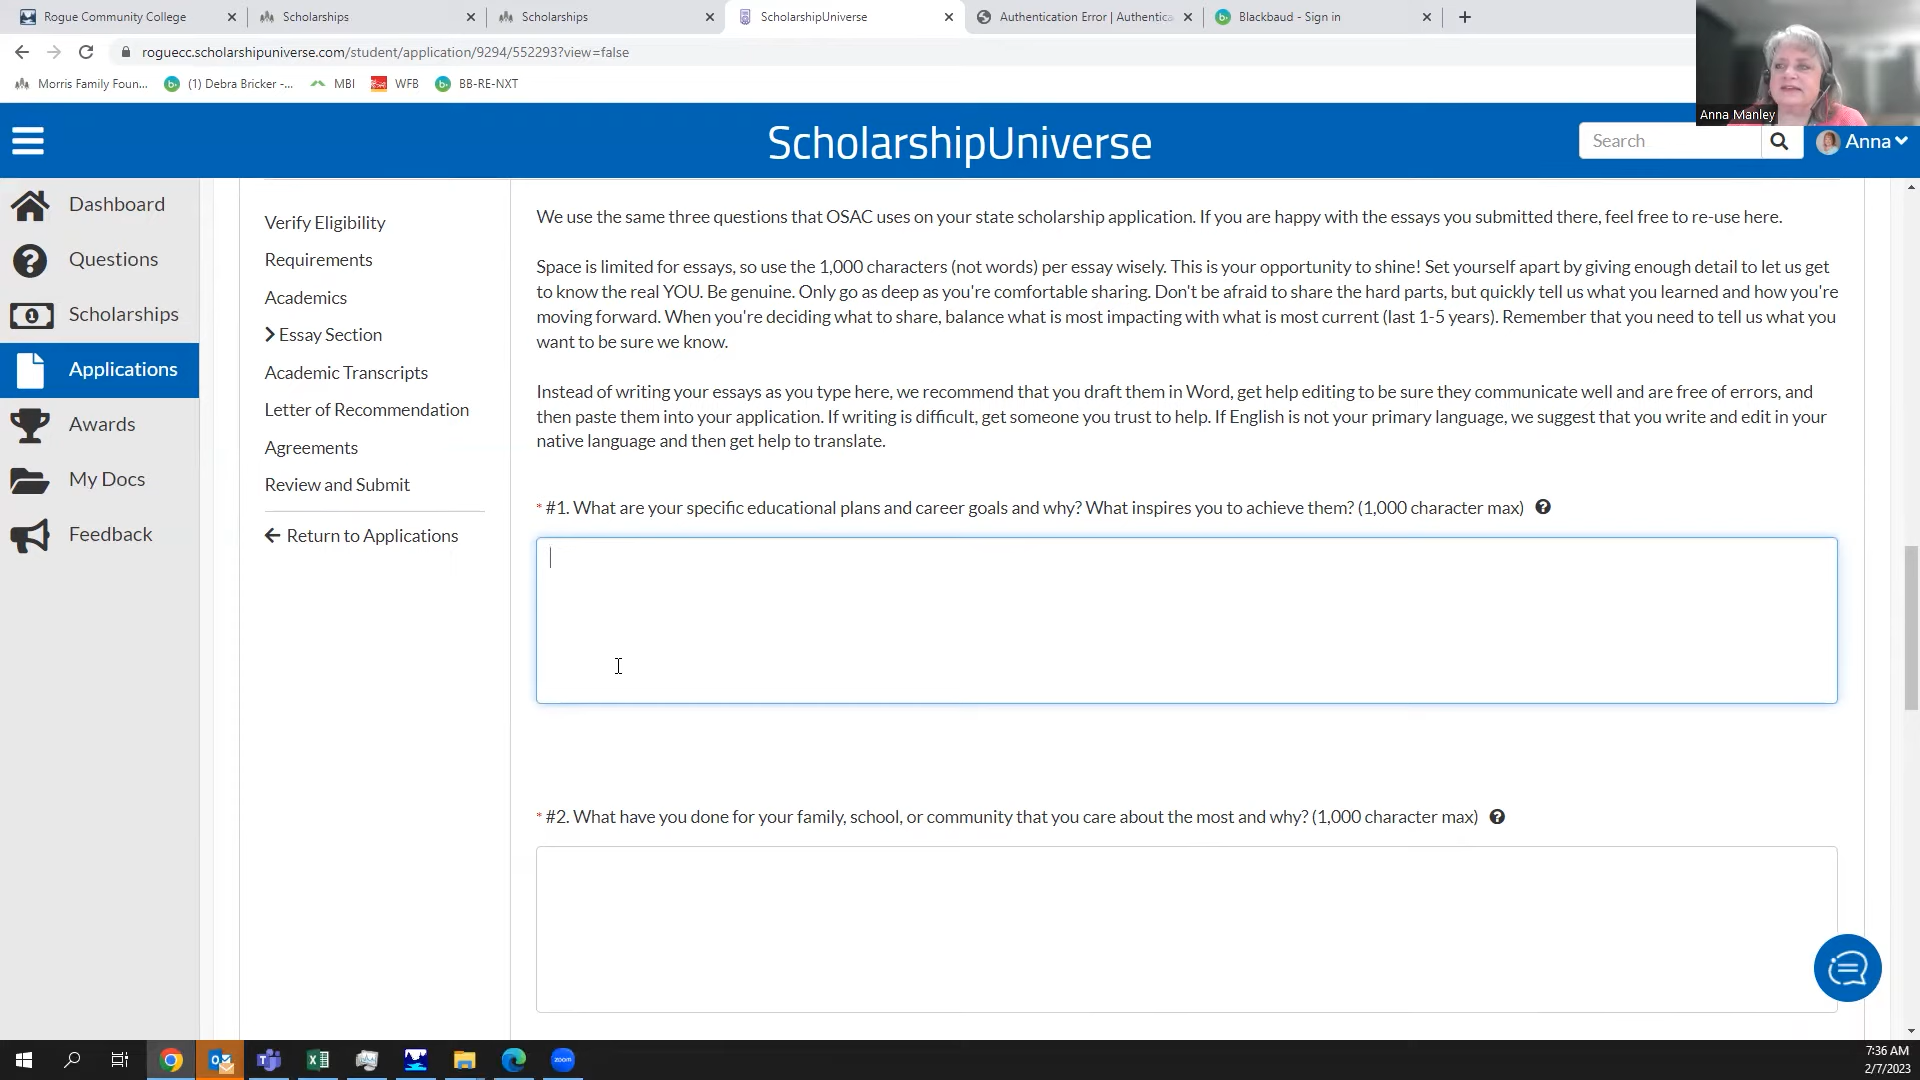 Rogue Community College
Scholarships
Scholarships
ScholarshipUniverse
Authentication Error | Authentica
Blackbaud - Sign in
roguecc.scholarshipuniverse.com/student/application/9294/552293?view=false
Morris Family Foun...
(1) Debra Bricker -...
MBI
WFB
BB-RE-NXT
Anna Manley
ScholarshipUniverse
Search
Anna
Dashboard
Questions
Scholarships
Applications
Awards
My Docs
Feedback
Verify Eligibility
Requirements
Academics
Essay Section
Academic Transcripts
Letter of Recommendation
Agreements
Review and Submit
Return to Applications
We use the same three questions that OSAC uses on your state scholarship application. If you are happy with the essays you submitted there, feel free to re-use here.
Space is limited for essays, so use the 1,000 characters (not words) per essay wisely. This is your opportunity to shine! Set yourself apart by giving enough detail to let us get
to know the real YOU. Be genuine. Only go as deep as you're comfortable sharing. Don't be afraid to share the hard parts, but quickly tell us what you learned and how you're
moving forward. When you're deciding what to share, balance what is most impacting with what is most current (last 1-5 years). Remember that you need to tell us what you
want to be sure we know.
Instead of writing your essays as you type here, we recommend that you draft them in Word, get help editing to be sure they communicate well and are free of errors, and
then paste them into your application. If writing is difficult, get someone you trust to help. If English is not your primary language, we suggest that you write and edit in your
native language and then get help to translate.
* #1. What are your specific educational plans and career goals and why? What inspires you to achieve them? (1,000 character max)
* #2. What have you done for your family, school, or community that you care about the most and why? (1,000 character max)
zoom
7:36 AM
2/7/2023